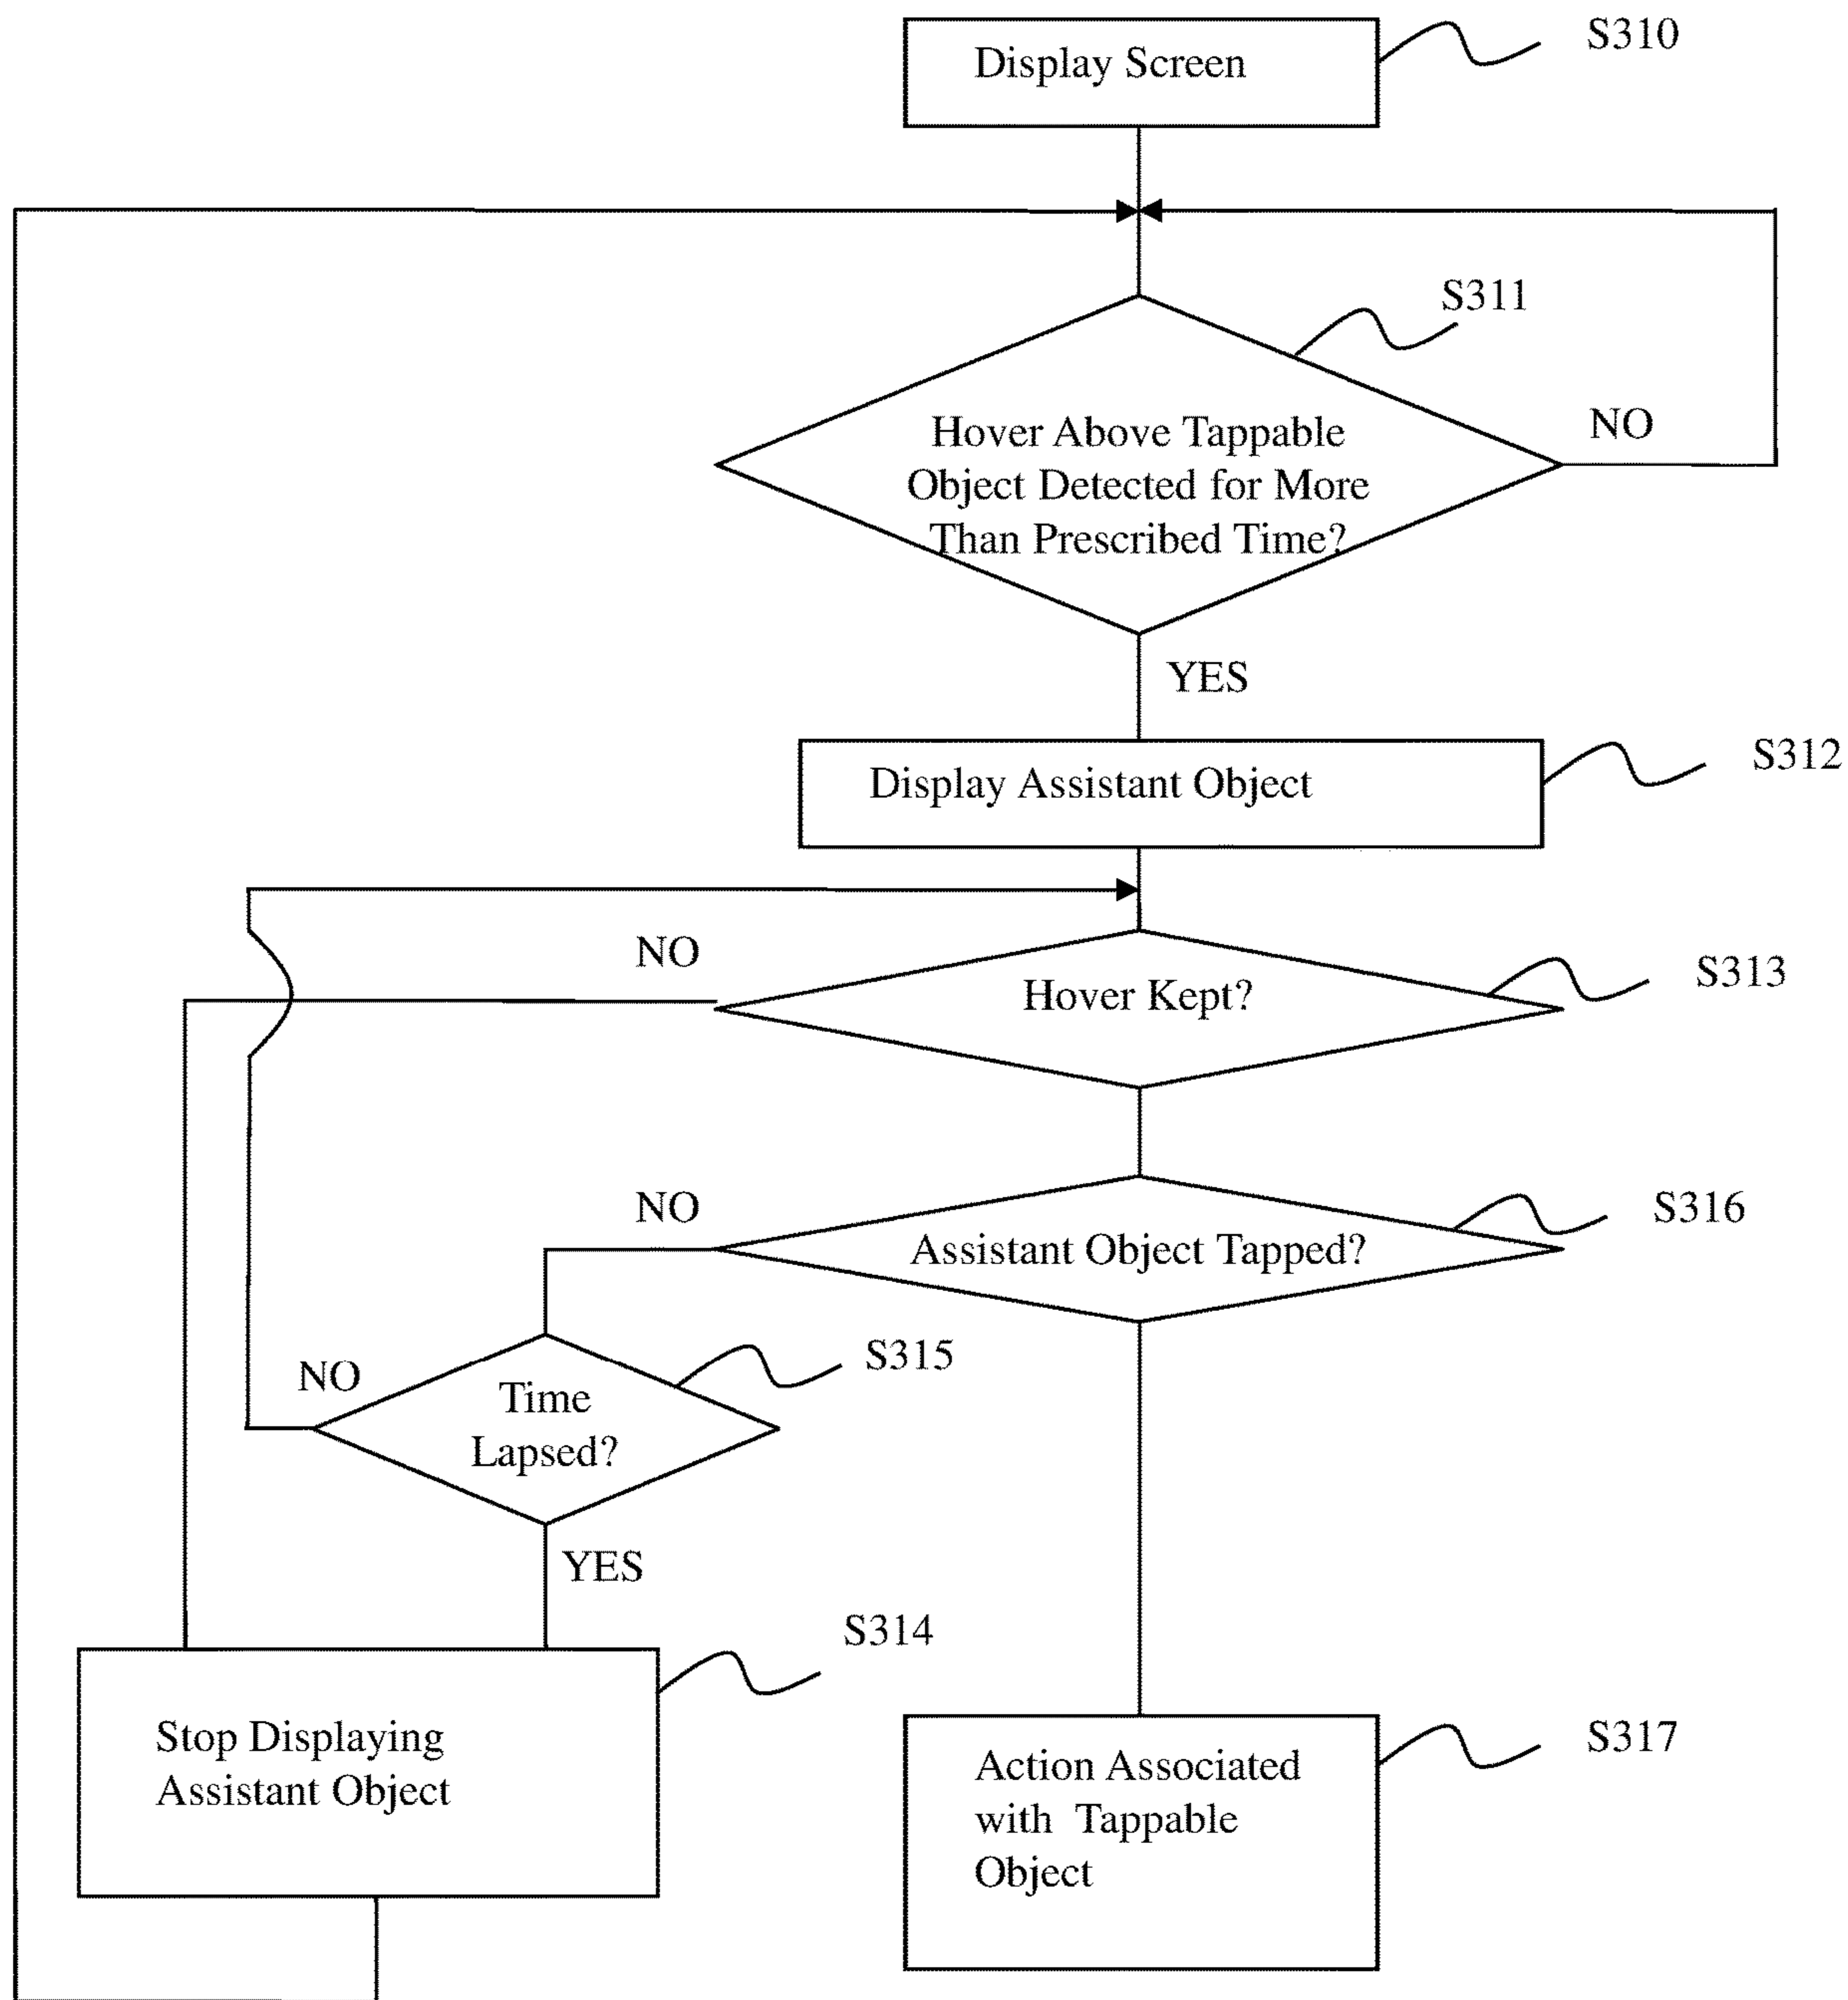 Display Screen
S310
S311
Hover Above Tappable
Object Detected for More
Than Prescribed Time?
NO
YES
Display Assistant Object
S312
NO
Hover Kept?
S313
NO
Assistant Object Tapped?
S316
NO
Time
Lapsed?
S315
YES
S314
Stop Displaying
Assistant Object
S317
Action Associated
with Tappable
Object